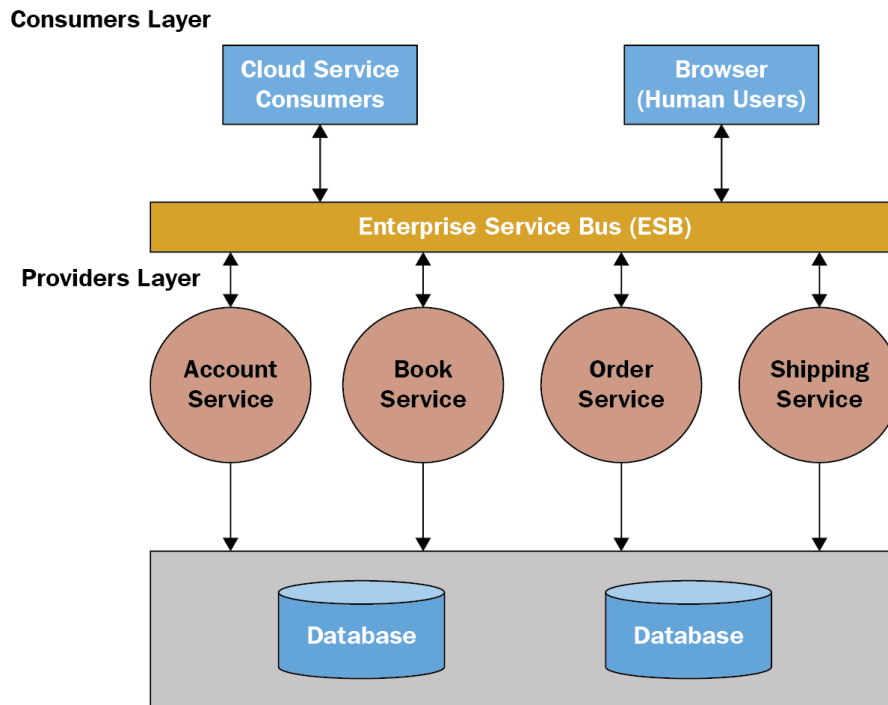 Consumers Layer
Cloud Service
Consumers
Browser
(Human Users)
Enterprise Service Bus (ESB)
Providers Layer
Account
Service
Book
Service
Order
Service
Shipping
Service
Database
Database